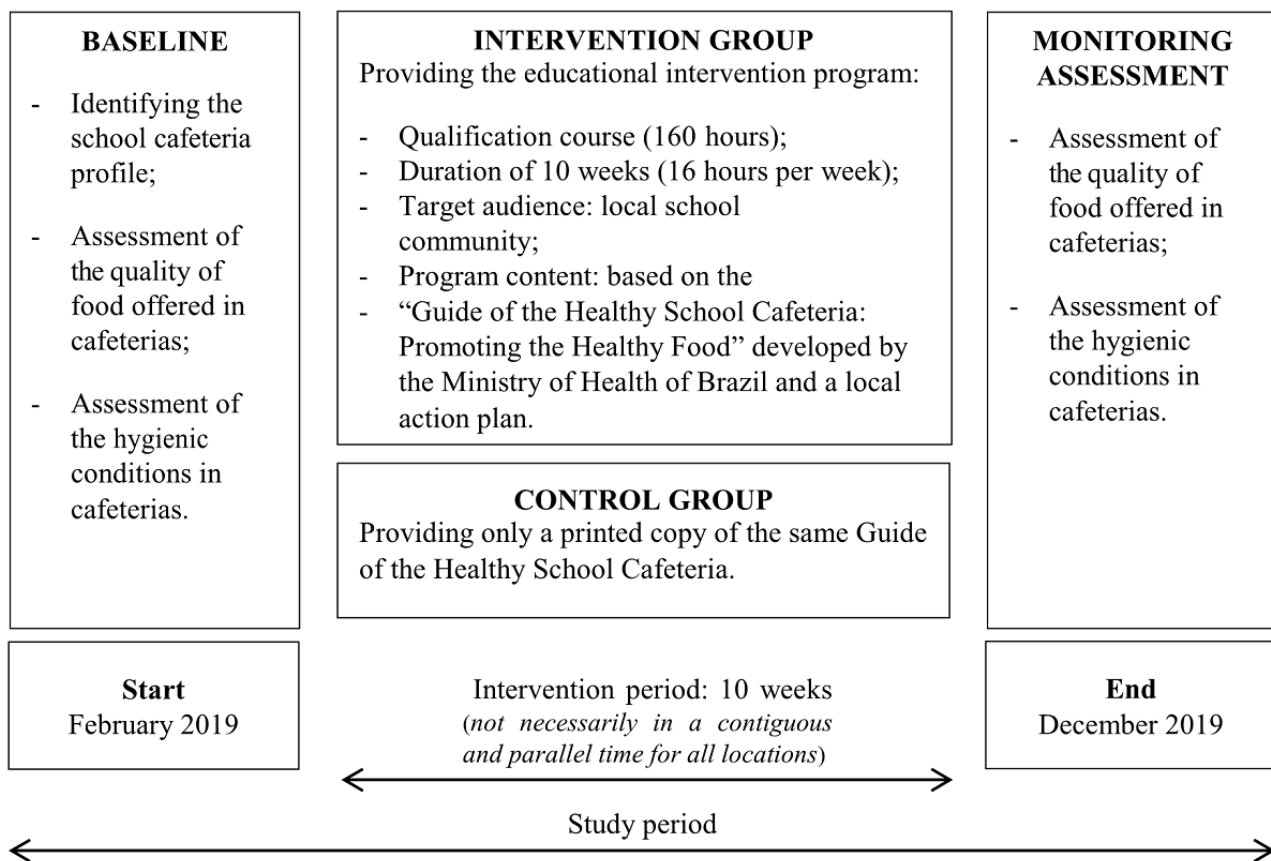 BASELINE
- Identifying the
school cafeteria
profile;
- Assessment of
the quality of
food offered in
cafeterias;
- Assessment of
the hygienic
conditions in
cafeterias.
INTERVENTION GROUP
Providing the educational intervention program:
- Qualification course (160 hours);
- Duration of 10 weeks (16 hours per week);
- Target audience: local school
community;
- Program content: based on the
- “Guide of the Healthy School Cafeteria:
Promoting the Healthy Food” developed by
the Ministry of Health of Brazil and a local
action plan.
CONTROL GROUP
Providing only a printed copy of the same Guide
of the Healthy School Cafeteria.
MONITORING
ASSESSMENT
- Assessment of
the quality of
food offered in
cafeterias;
- Assessment of
the hygienic
conditions in
cafeterias.
Start
February 2019
Intervention period: 10 weeks
(not necessarily in a contiguous
and parallel time for all locations)
End
December 2019
Study period